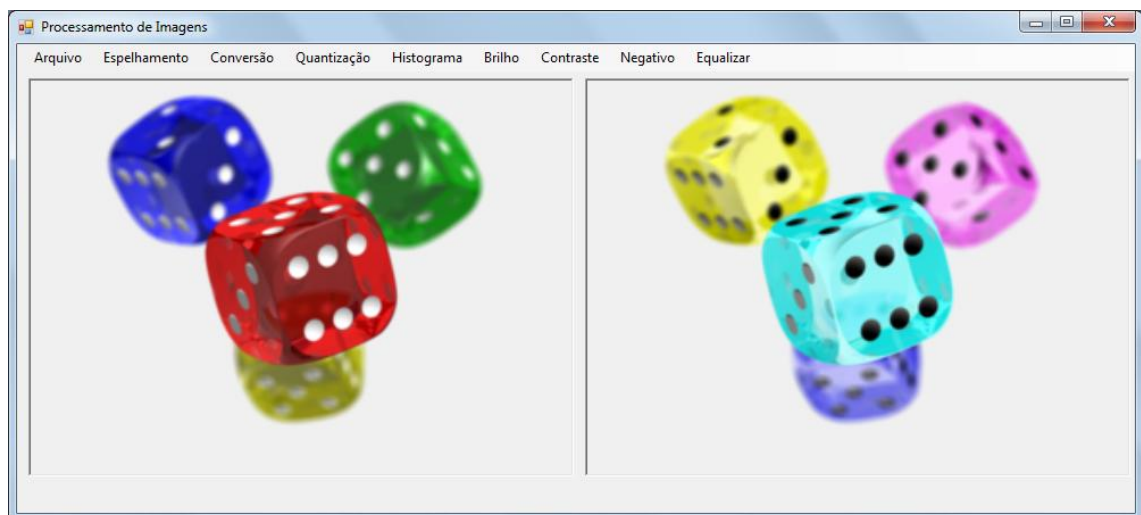 Processamento de Imagens
Arquivo Espelhamento Conversão Quantização Histograma Brilho Contraste Negativo Equalizar